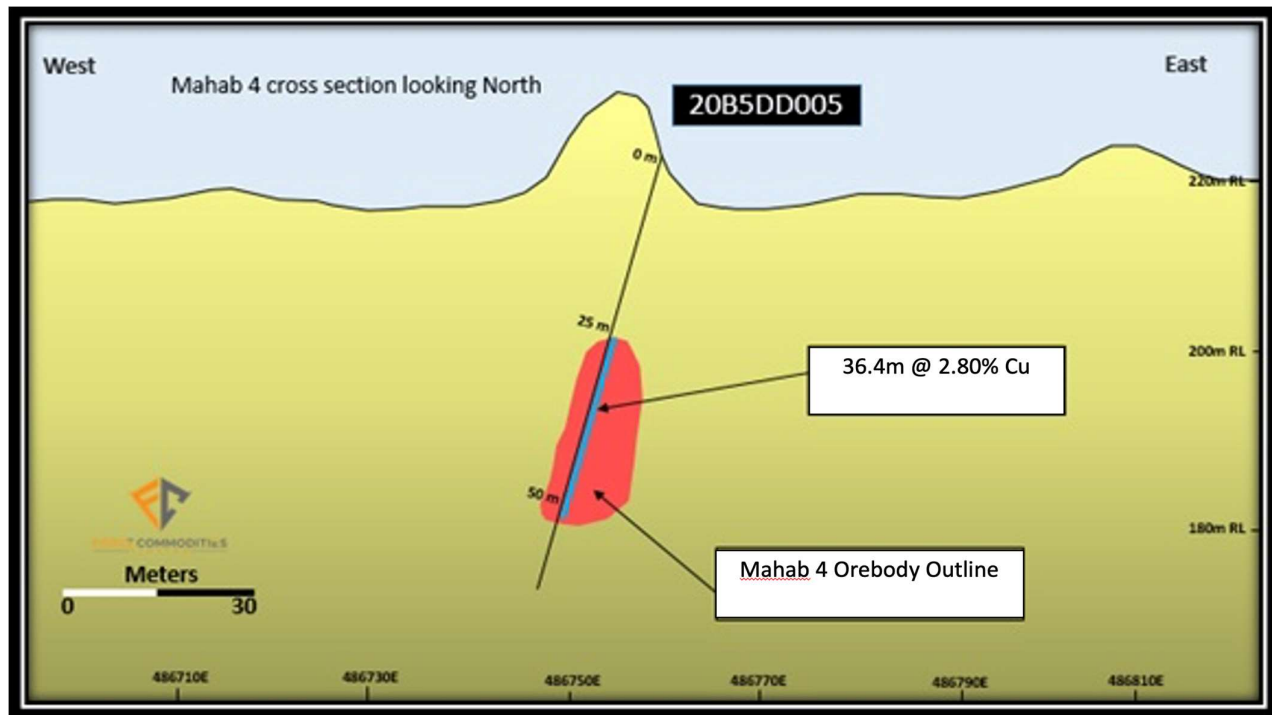 West
East
Mahab 4 cross section looking North
20B5DD005
0 m
220m RL
25 m
200m RL
36.4m @ 2.80% Cu
50 m
180m RL
COMMODITIES
Mahab 4 Orebody Outline
Meters
0 30
486710E 486730E 486750E 486770E 486790E 486810E